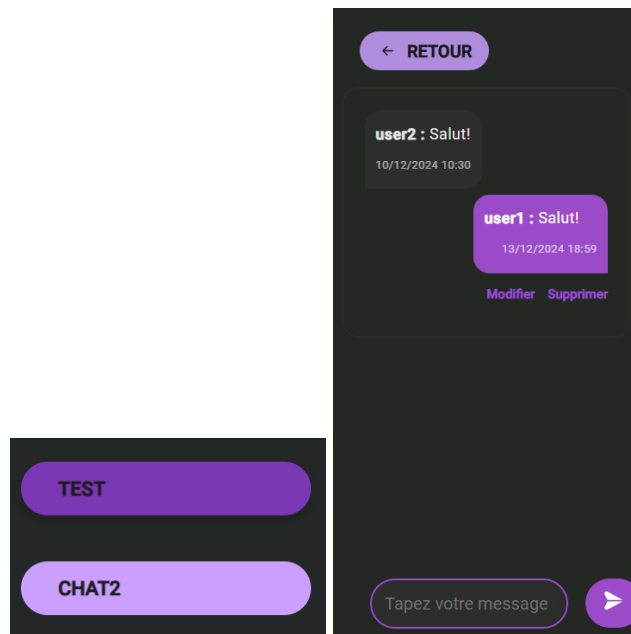 TEST
CHAT2
← RETOUR
user2 : Salut!
10/12/2024 10:30
user1 : Salut!
13/12/2024 18:59
Modifier Supprimer
Tapez votre message